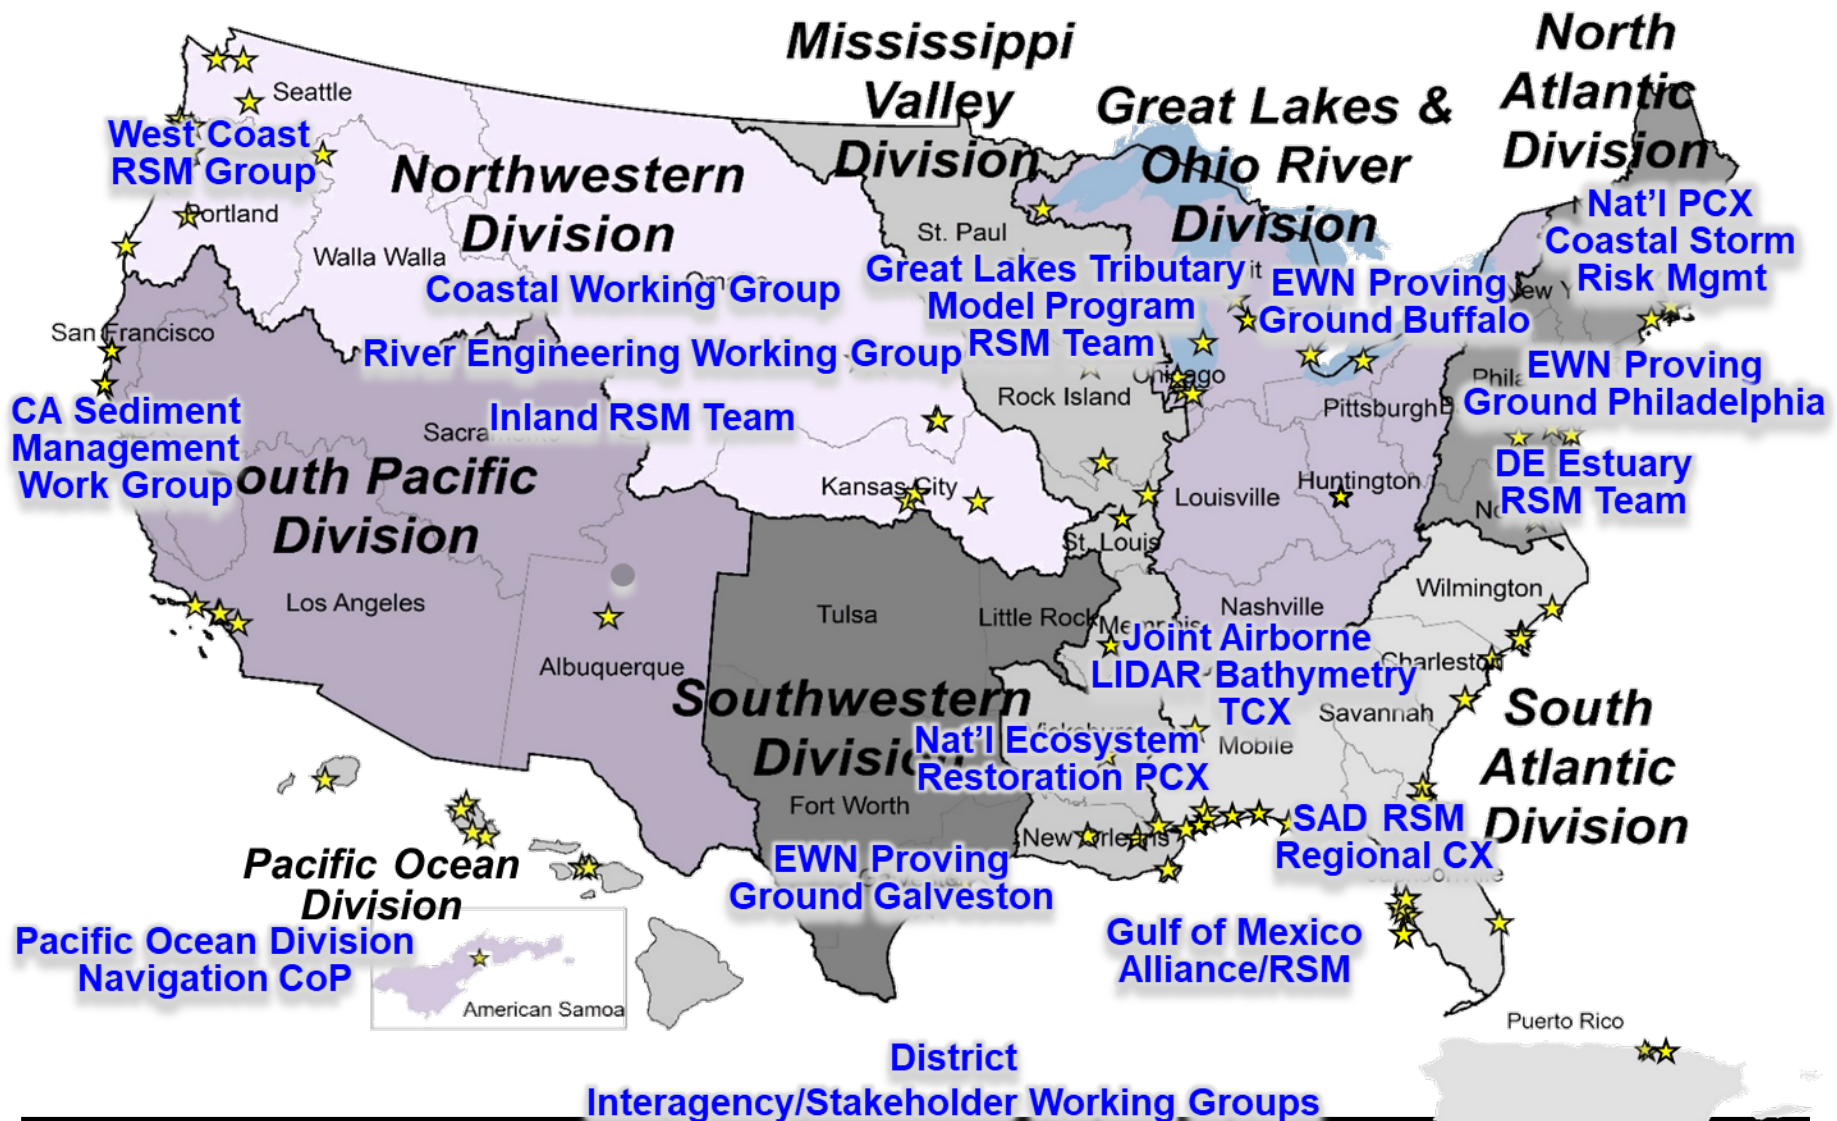 Mississippi
Valley
Division
North
Atlantic
Division
Great Lakes &
Ohio River
Division
Seattle
West Coast
RSM Group
Northwestern
Division
Portland
Walla Walla
St. Paul
Nat'l PCX
Coastal Storm
Risk Mgmt
Coastal Working Group
Great Lakes Tributary
Model Program
RSM Team
EWN Proving
Ground Buffalo
San Francisco
River Engineering Working Group
Chicago
Rock Island
Pittsburgh
EWN Proving
Ground Philadelphia
CA Sediment
Management
Work Group
Inland RSM Team
outh Pacific
Division
Kansas City
Louisville
Huntington
DE Estuary
RSM Team
St. Louis
Los Angeles
Albuquerque
Tulsa
Little Rock
Memphis
Nashville
Wilmington
Joint Airborne
LIDAR Bathymetry
TCX
Charleston
Savannah
Mobile
Southwestern
Division
Nat'l Ecosystem
Restoration PCX
South
Atlantic
Division
Fort Worth
New Orleans
SAD RSM
Regional CX
EWN Proving
Ground Galveston
Pacific Ocean
Division
Pacific Ocean Division
Navigation CoP
American Samoa
Gulf of Mexico
Alliance/RSM
Puerto Rico
District
Interagency/Stakeholder Working Groups